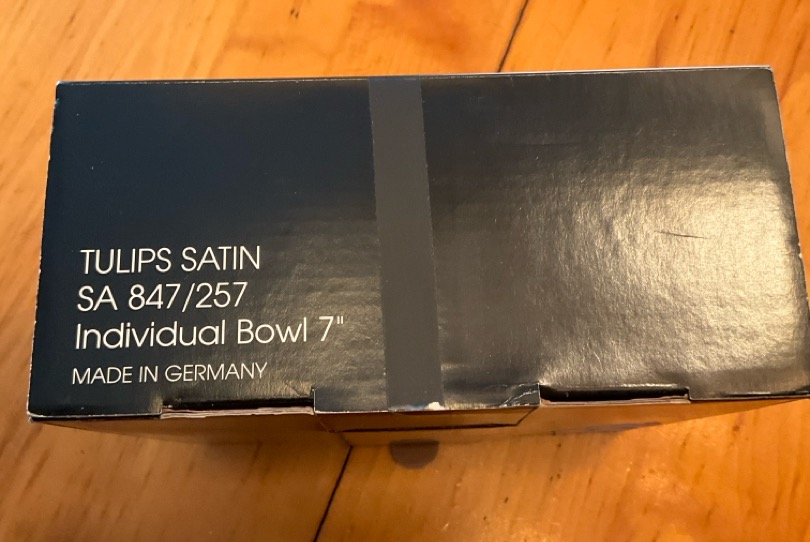 TULIPS SATIN
SA 847/257
Individual Bowl 7"
MADE IN GERMANY